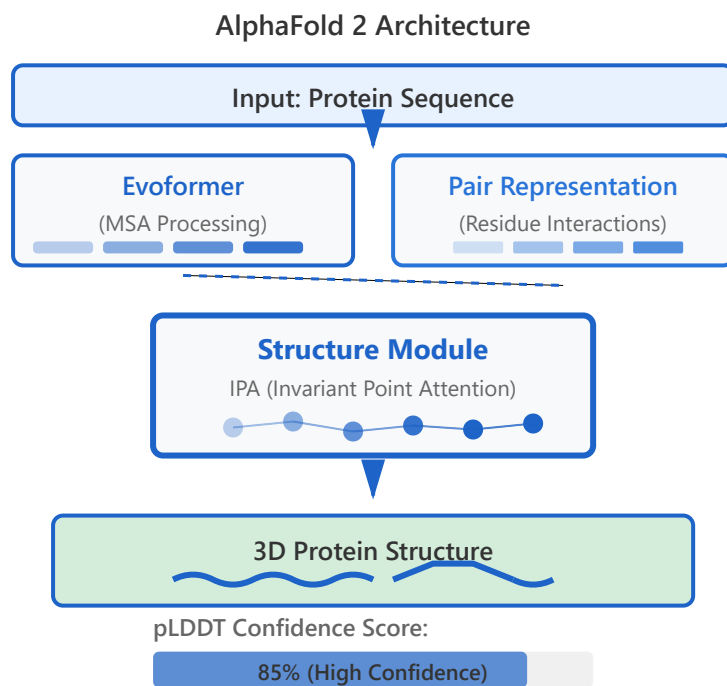 AlphaFold 2 Architecture
Input: Protein Sequence
Evoformer
(MSA Processing)
Pair Representation
(Residue Interactions)
Structure Module
IPA (Invariant Point Attention)
3D Protein Structure
pLDDT Confidence Score:
85% (High Confidence)